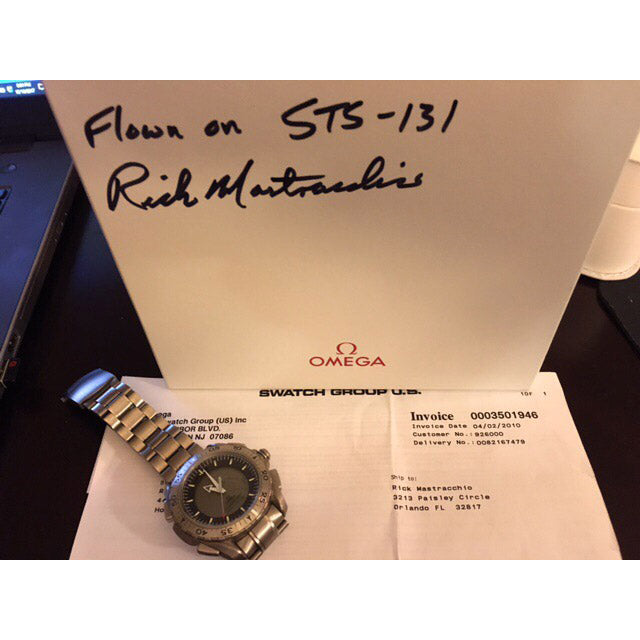 Flown on STS-131
Rick Mastracchio
Ω
OMEGA
SWATCH GROUP U.S.
1OF 1
Swatch Group (US) inc
BLVD.
NJ 07086
Invoice 0003501946
Invoice Date 04/02/2010
Customer No.:926000
Delivery No.:0082167479
Ship to:
Rick Mastracchio
3213 Paisley Circle
Orlando FL 32817